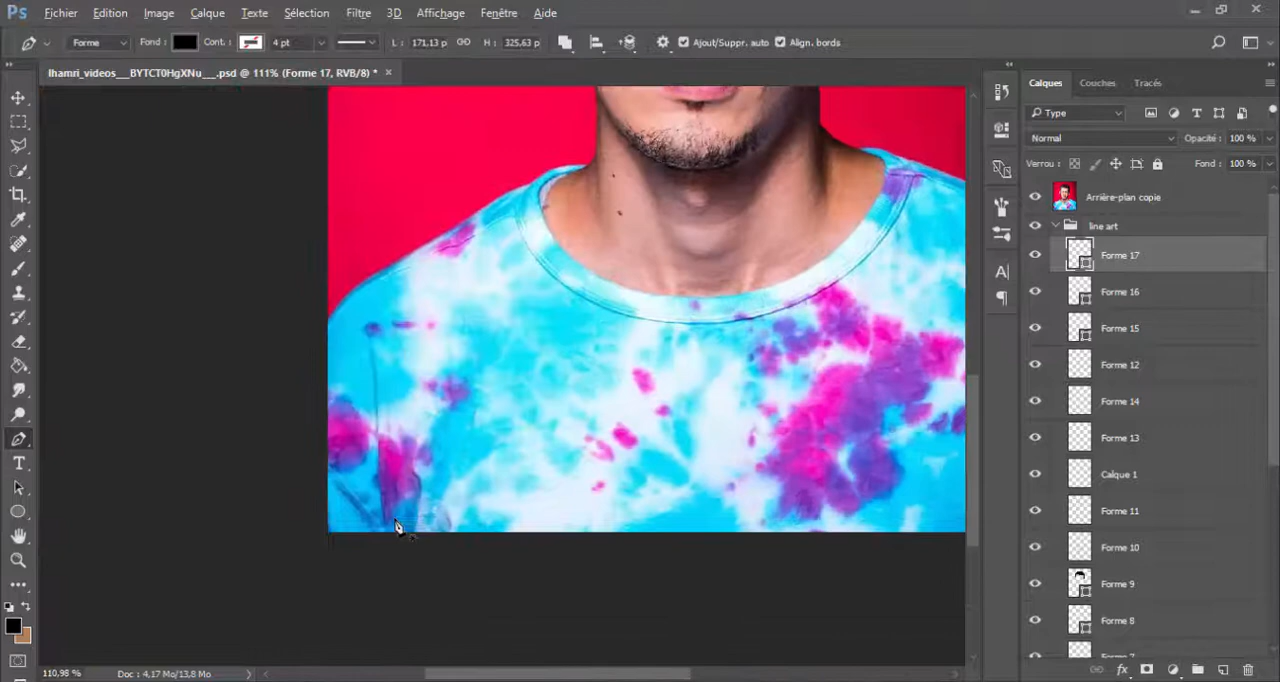 Ps Fichier Edition Image Calque Texte Sélection Filtre 3D Affichage Fenêtre Aide
Forme Fond : Cont. : 4 pt L : 171,13 p H : 325,63 p Ajout/Suppr. auto Align. bords
lhamri_videos___BYTCT0HgXNu___.psd @ 111% (Forme 17, RVB/8) * ×
Calques Couches Tracés
Type
Normal Opacité : 100 %
Verrou : Fond : 100 %
Arrière-plan copie
line art
Forme 17
Forme 16
Forme 15
Forme 12
Forme 14
Forme 13
Calque 1
Forme 11
Forme 10
Forme 9
Forme 8
110,98 % Doc : 4,17 Mo/13,8 Mo